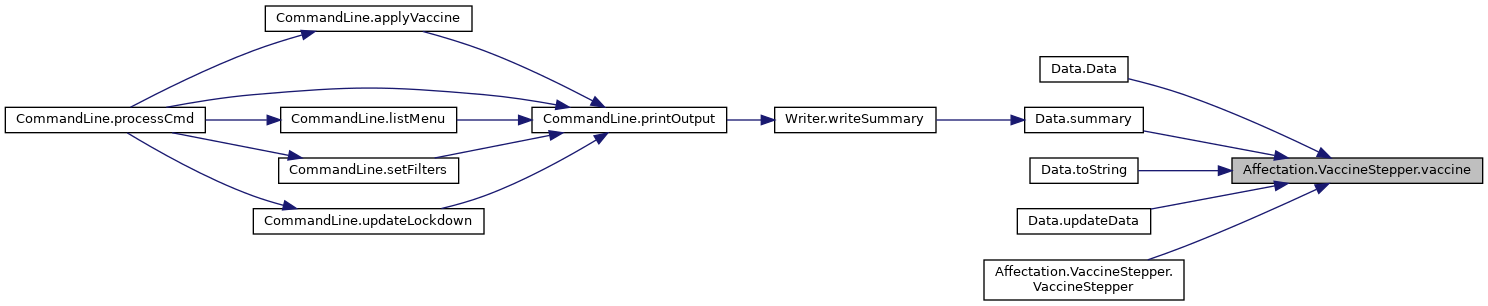 CommandLine.applyVaccine
Data.Data
CommandLine.processCmd
CommandLine.listMenu
CommandLine.printOutput
Writer.writeSummary
Data.summary
CommandLine.setFilters
Data.toString
Affectation.VaccineStepper.vaccine
CommandLine.updateLockdown
Data.updateData
Affectation.VaccineStepper.
VaccineStepper